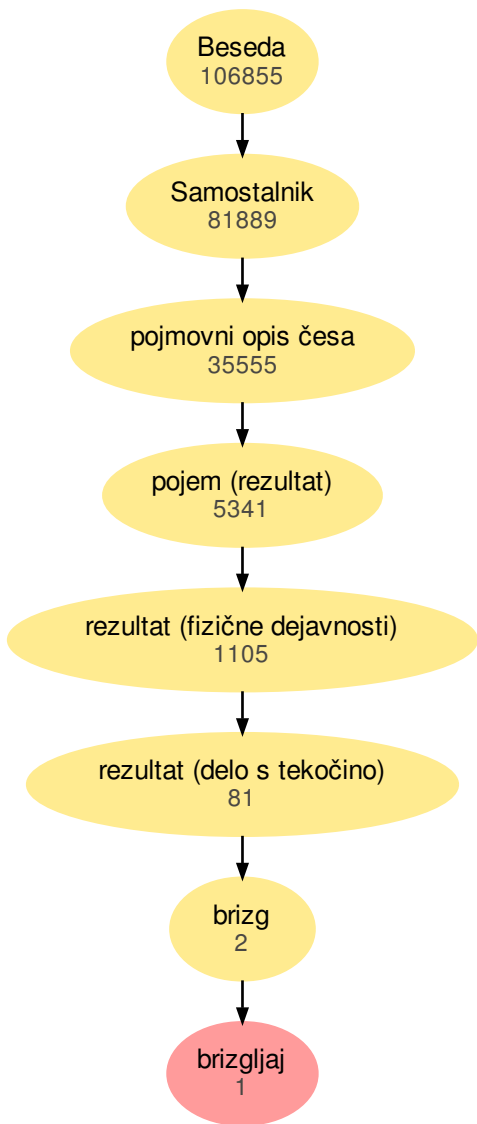 Beseda
106855
Samostalnik
81889
pojmovni opis česa
35555
pojem (rezultat)
5341
rezultat (fizične dejavnosti)
1105
rezultat (delo s tekočino)
81
brizg
2
brizgljaj
1